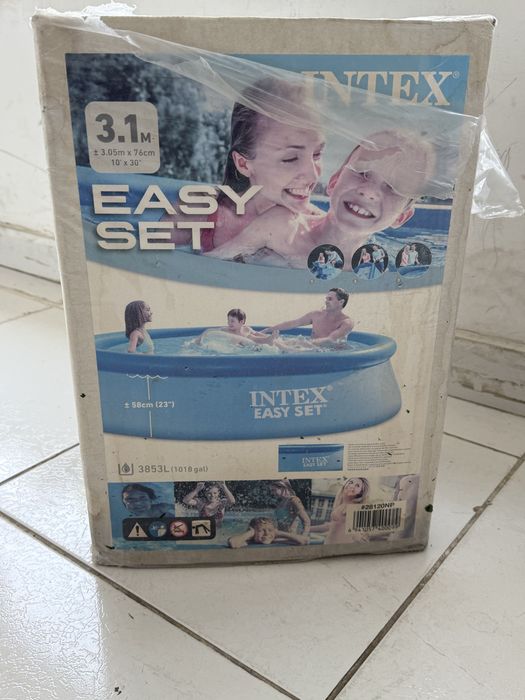 INTEX®
3.1M
± 3.05m x 76cm
10' x 30"
EASY
SET
± 58cm (23")
INTEX®
EASY SET®
INTEX®
EASY SET
3853L (1018 gal)
#28120NP